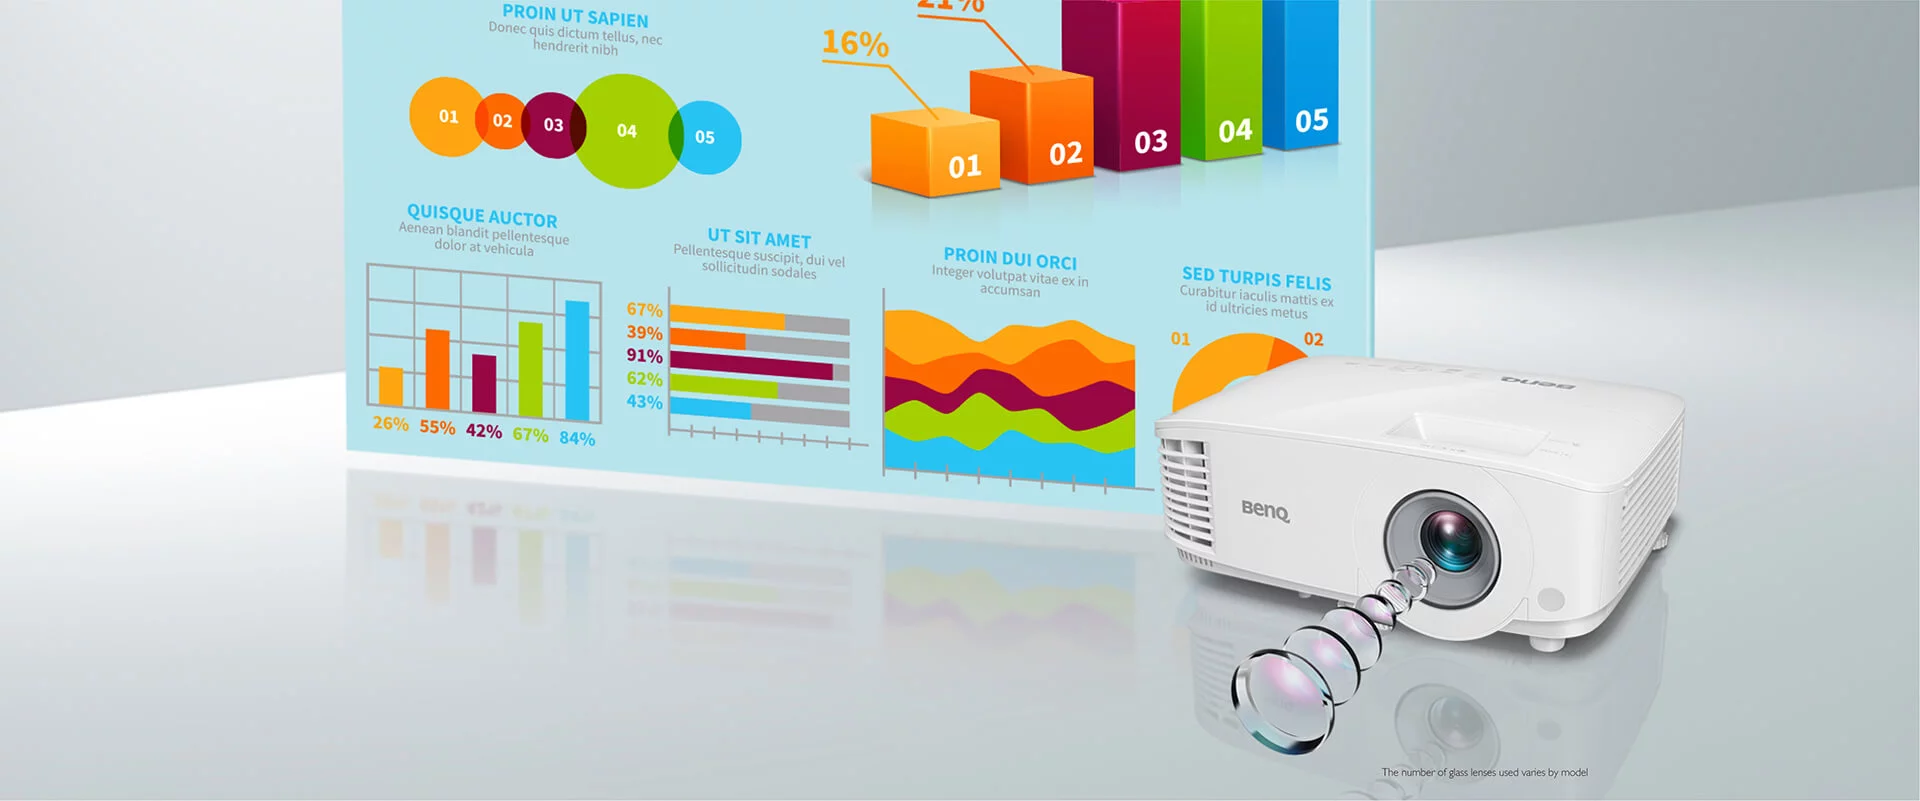 PROIN UT SAPIEN
Donec quis dictum tellus, nec
hendrerit nibh
01
02
03
04
05
16%
21%
01
02
03
04
05
QUISQUE AUCTOR
Aenean blandit pellentesque
dolor at vehicula
26% 55% 42% 67% 84%
UT SIT AMET
Pellentesque suscipit, dui vel
sollicitudin sodales
67%
39%
91%
62%
43%
PROIN DUI ORCI
Integer volutpat vitae ex in
accumsan
SED TURPIS FELIS
Curabitur iaculis mattis ex
id ultricies metus
01
02
BenQ
BenQ
The number of glass lenses used varies by model